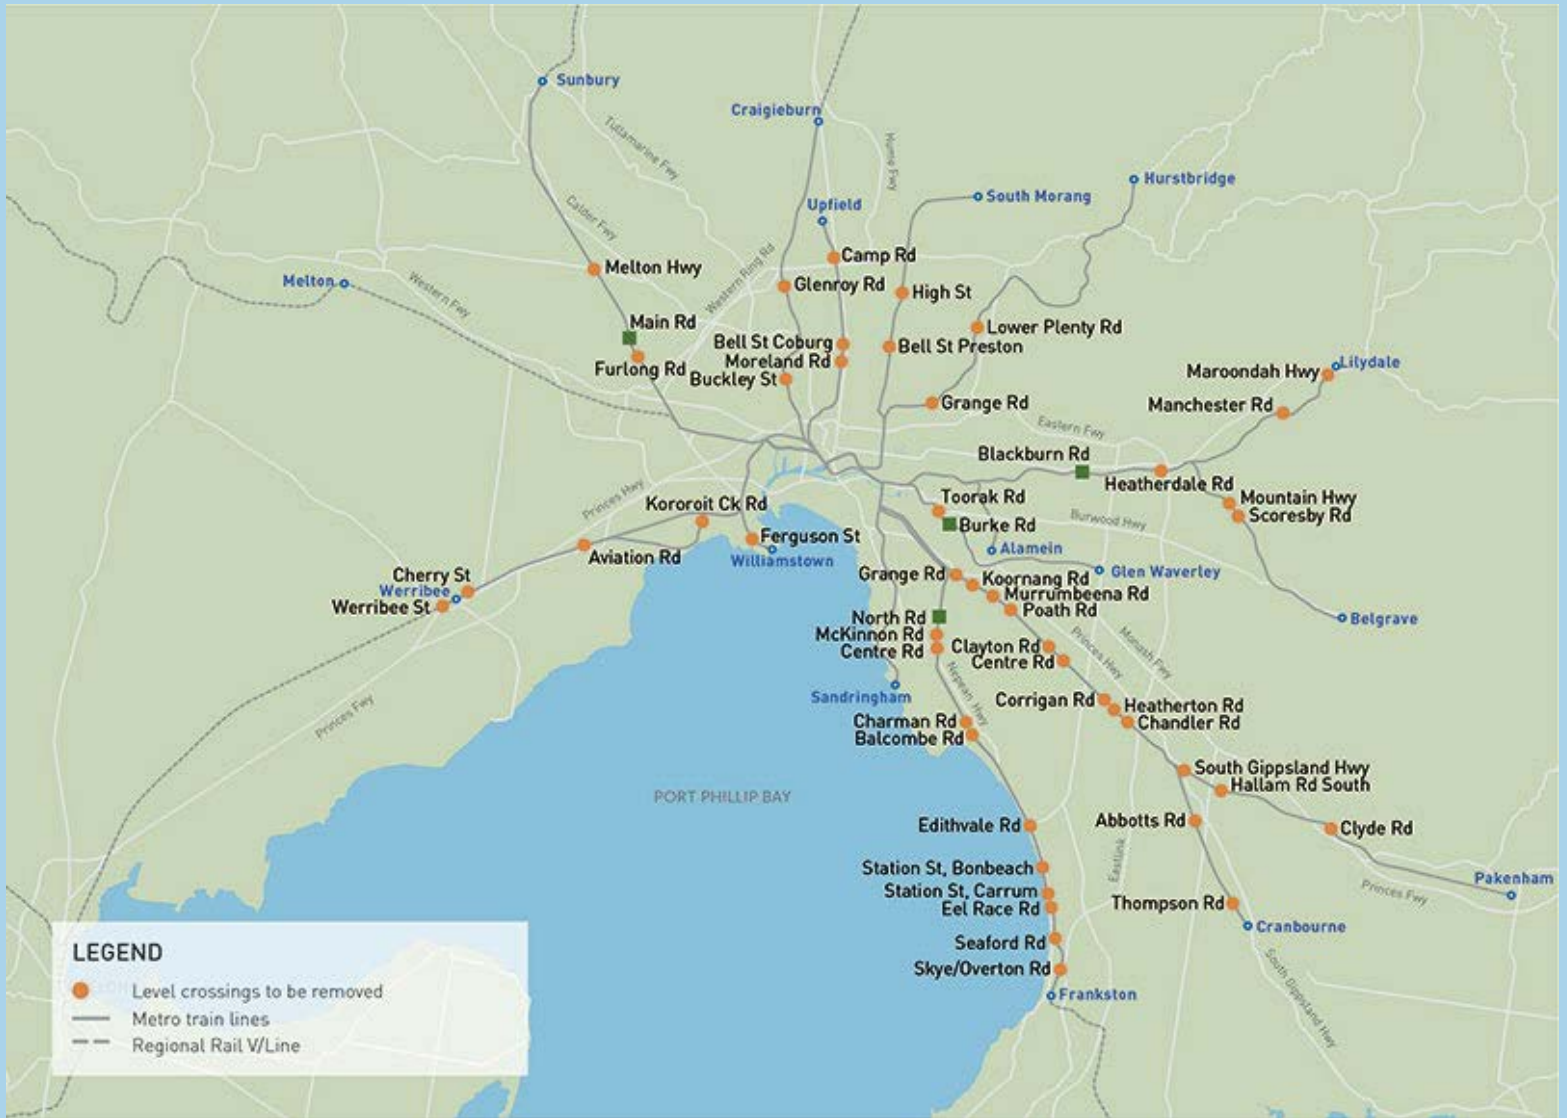 Sunbury
Craigieburn
Tullamarine Fwy
Hume Fwy
Hurstbridge
South Morang
Upfield
Calder Fwy
Camp Rd
Melton Hwy
Western Ring Rd
Glenroy Rd
High St
Melton
Western Fwy
Main Rd
Lower Plenty Rd
Bell St Coburg
Bell St Preston
Moreland Rd
Furlong Rd
Buckley St
Lilydale
Maroondah Hwy
Manchester Rd
Grange Rd
Eastern Fwy
Blackburn Rd
Heatherdale Rd
Princes Hwy
Kororoit Ck Rd
Toorak Rd
Mountain Hwy
Scoresby Rd
Burke Rd
Burwood Hwy
Ferguson St
Aviation Rd
Williamstown
Alamein
Glen Waverley
Cherry St
Werribee
Werribee St
Grange Rd
Koornang Rd
Murrumbeena Rd
Poath Rd
North Rd
McKinnon Rd
Centre Rd
Clayton Rd
Centre Rd
Princes Hwy
Monash Fwy
Belgrave
Nepean Hwy
Sandringham
Corrigan Rd
Heatherton Rd
Chandler Rd
Charman Rd
Balcombe Rd
Princes Fwy
South Gippsland Hwy
Hallam Rd South
PORT PHILLIP BAY
Edithvale Rd
Abbotts Rd
Clyde Rd
Eastlink
Station St, Bonbeach
Station St, Carrum
Eel Race Rd
Pakenham
Princes Fwy
Thompson Rd
Cranbourne
Seaford Rd
Skye/Overton Rd
Frankston
South Gippsland Hwy
LEGEND
Level crossings to be removed
Metro train lines
Regional Rail V/Line